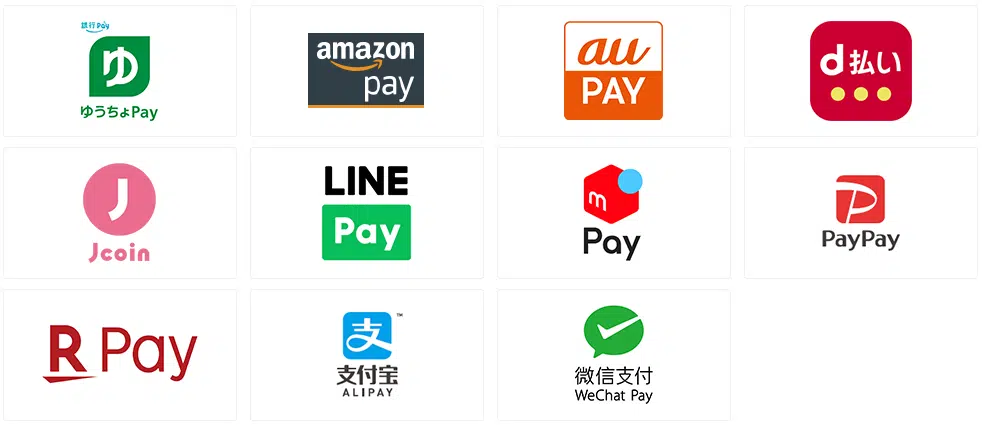 銀行Pay
ゆ
ゆうちょPay
amazon
pay
au
PAY
d払い
J
Jcoin
LINE
Pay
m
Pay
P
PayPay
R Pay
支
™
支付宝
ALIPAY
微信支付
WeChat Pay